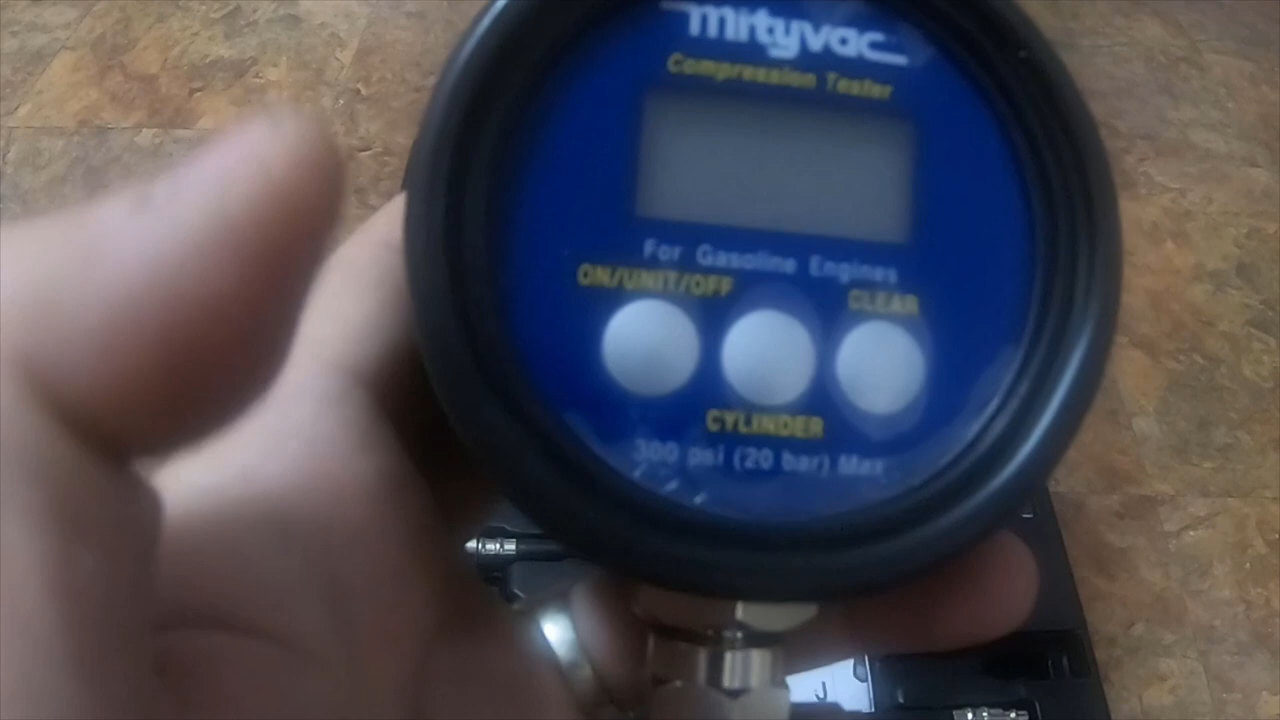 mityvac
Compression Tester
For Gasoline Engines
ON/UNIT/OFF
CLEAR
CYLINDER
300 psi (20 bar) Max